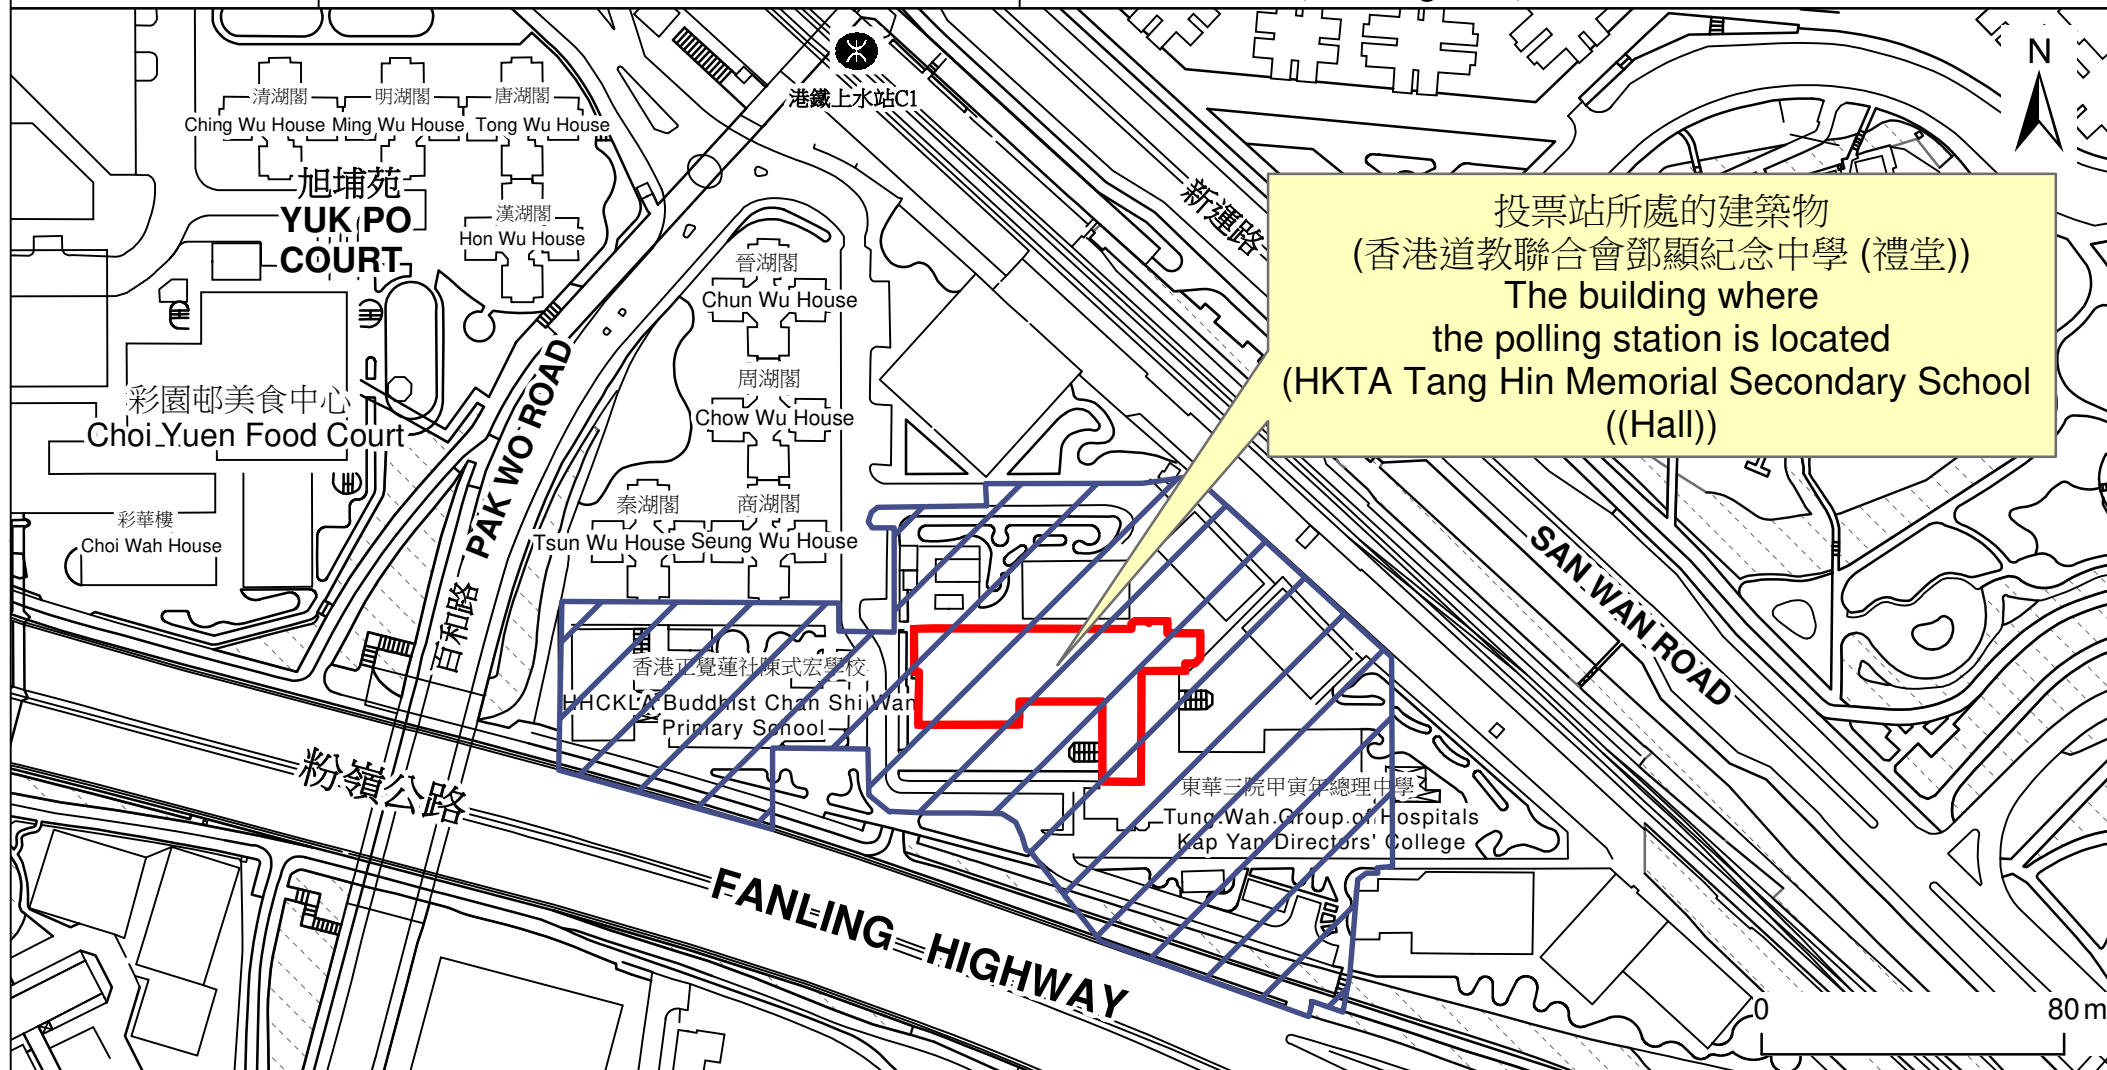 港鐵上水站C1
N
清湖閣
Ching Wu House
明湖閣
Ming Wu House
唐湖閣
Tong Wu House
旭埔苑
YUK PO
COURT
漢湖閣
Hon Wu House
新運路
投票站所處的建築物
(香港道教聯合會鄧顯紀念中學 (禮堂))
The building where
the polling station is located
(HKTA Tang Hin Memorial Secondary School
((Hall))
晉湖閣
Chun Wu House
周湖閣
Chow Wu House
彩園邨美食中心
Choi Yuen Food Court
百和路 PAK WO ROAD
秦湖閣
Tsun Wu House
商湖閣
Seung Wu House
彩華樓
Choi Wah House
SAN WAN ROAD
香港正覺蓮社陳式宏學校
HHCKLA Buddhist Chan Shi Wan
Primary School
粉嶺公路
FANLING HIGHWAY
東華三院甲寅年總理中學
Tung Wah Group of Hospitals
Kap Yan Directors' College
0 80 m